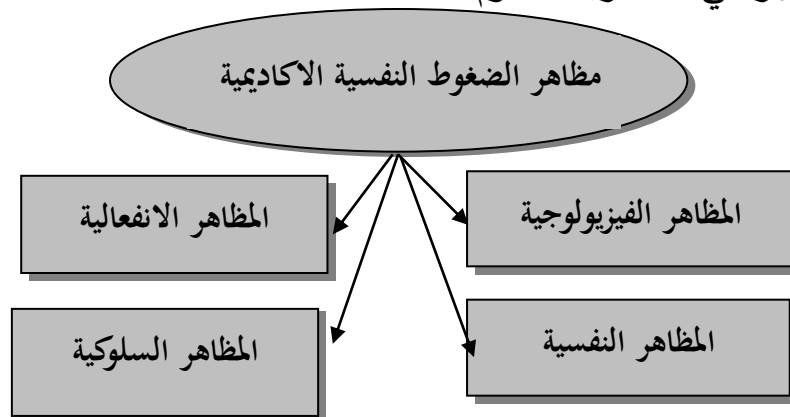 مظاهر الضغوط النفسية الاكاديمية
المظاهر الفيزيولوجية
المظاهر الانفعالية
المظاهر النفسية
المظاهر السلوكية